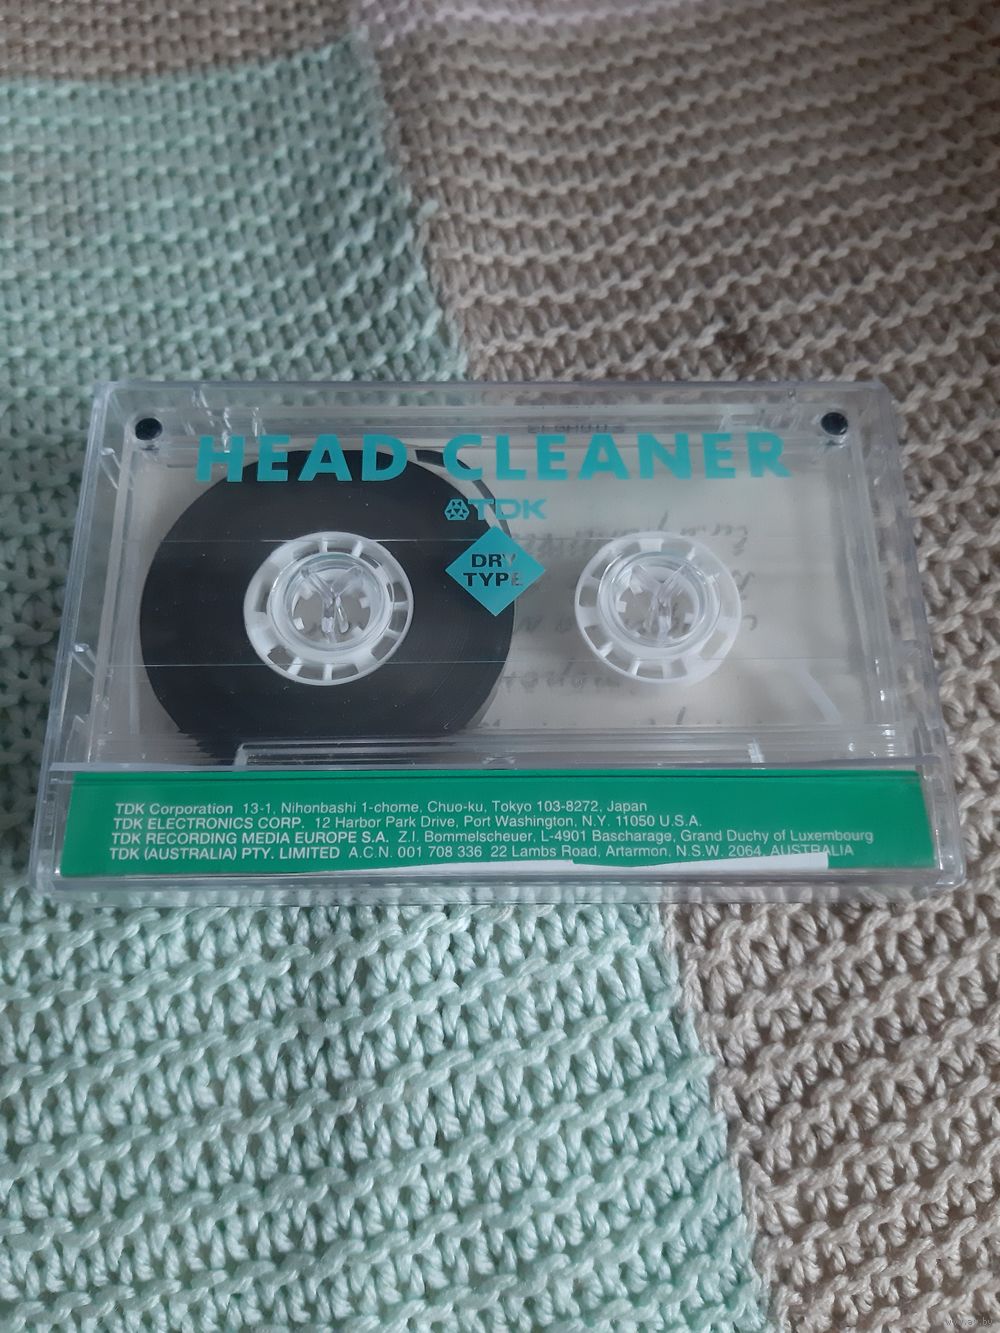 HEAD CLEANER
TDK
DRY
TYPE
TDK Corporation 13-1, Nihonbashi 1-chome, Chuo-ku, Tokyo 103-8272, Japan
TDK ELECTRONICS CORP. 12 Harbor Park Drive, Port Washington, N.Y. 11050 U.S.A.
TDK RECORDING MEDIA EUROPE S.A. Z.I. Bommelscheuer, L-4901 Bascharage, Grand Duchy of Luxembourg
TDK (AUSTRALIA) PTY. LIMITED A.C.N. 001 708 336 22 Lambs Road, Artarmon, N.S.W. 2064, AUSTRALIA